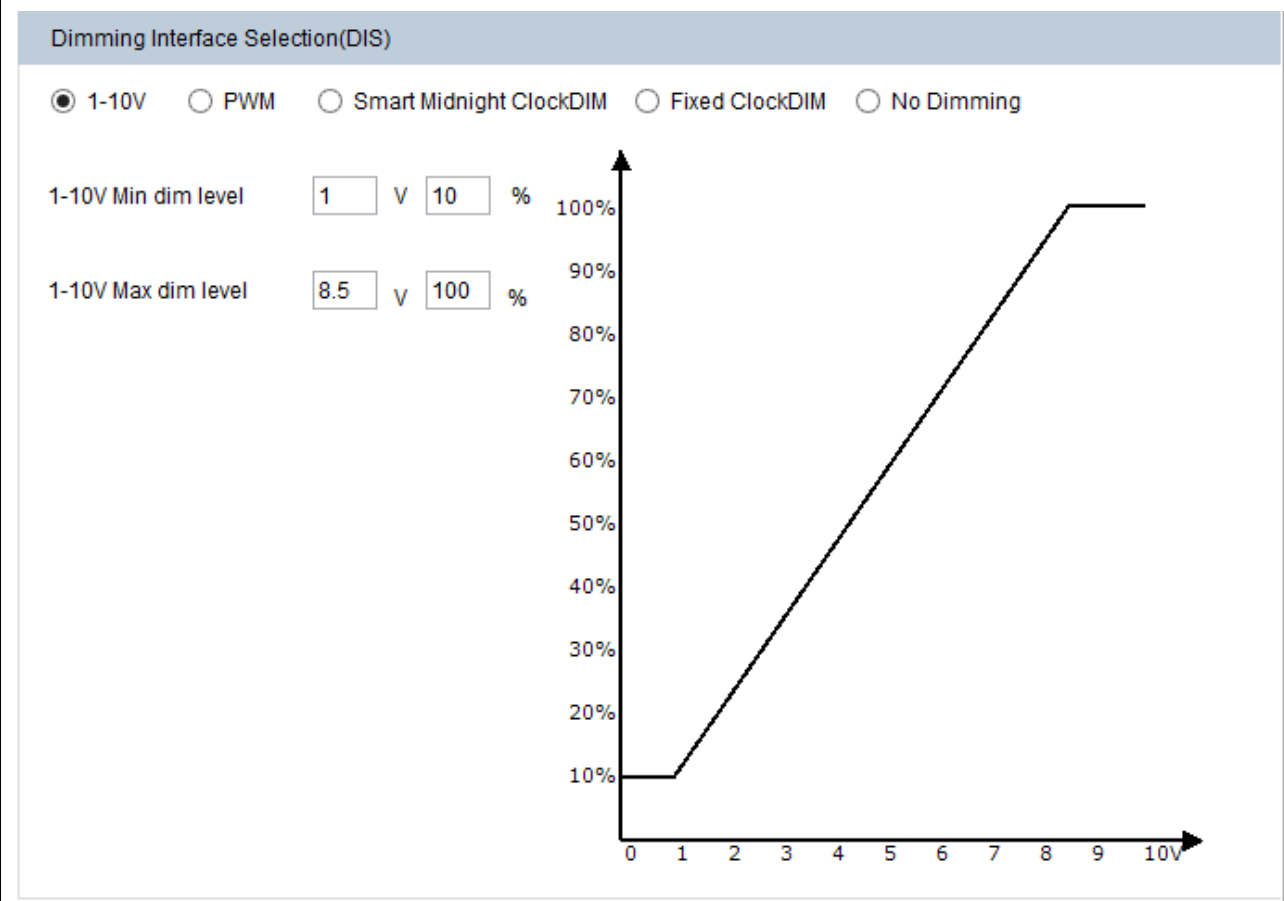 Dimming Interface Selection(DIS)
1-10V PWM Smart Midnight ClockDIM Fixed ClockDIM No Dimming
1-10V Min dim level 1 V 10 %
1-10V Max dim level 8.5 V 100 %
100%
90%
80%
70%
60%
50%
40%
30%
20%
10%
0 1 2 3 4 5 6 7 8 9 10V